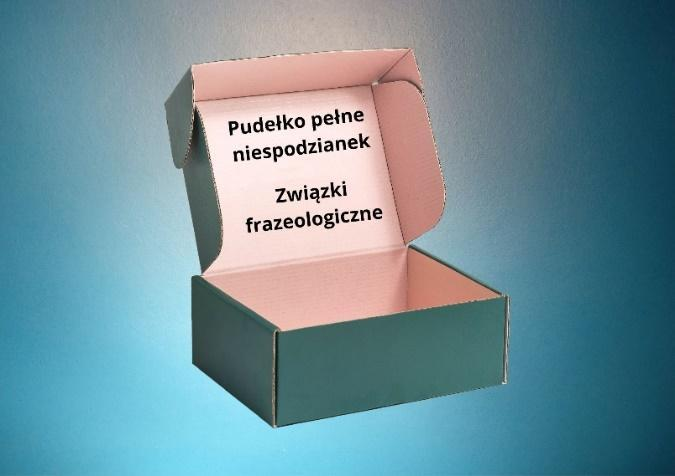 Pudełko pełne
niespodzianek
Związki
frazeologiczne